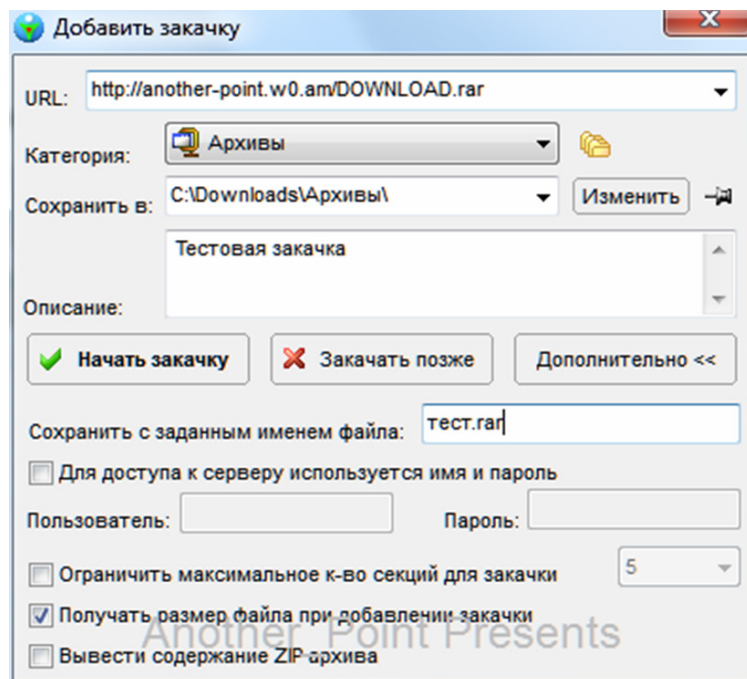 Добавить закачку
URL: http://another-point.w0.am/DOWNLOAD.rar
Категория: Архивы
Сохранить в: C:\Downloads\Архивы\ Изменить
Тестовая закачка
Описание:
Начать закачку Закачать позже Дополнительно <<
Сохранить с заданным именем файла: тест.rar
Для доступа к серверу используется имя и пароль
Пользователь: Пароль:
Ограничить максимальное к-во секций для закачки 5
Получать размер файла при добавлении закачки
Another_Point Presents
Вывести содержание ZIP архива